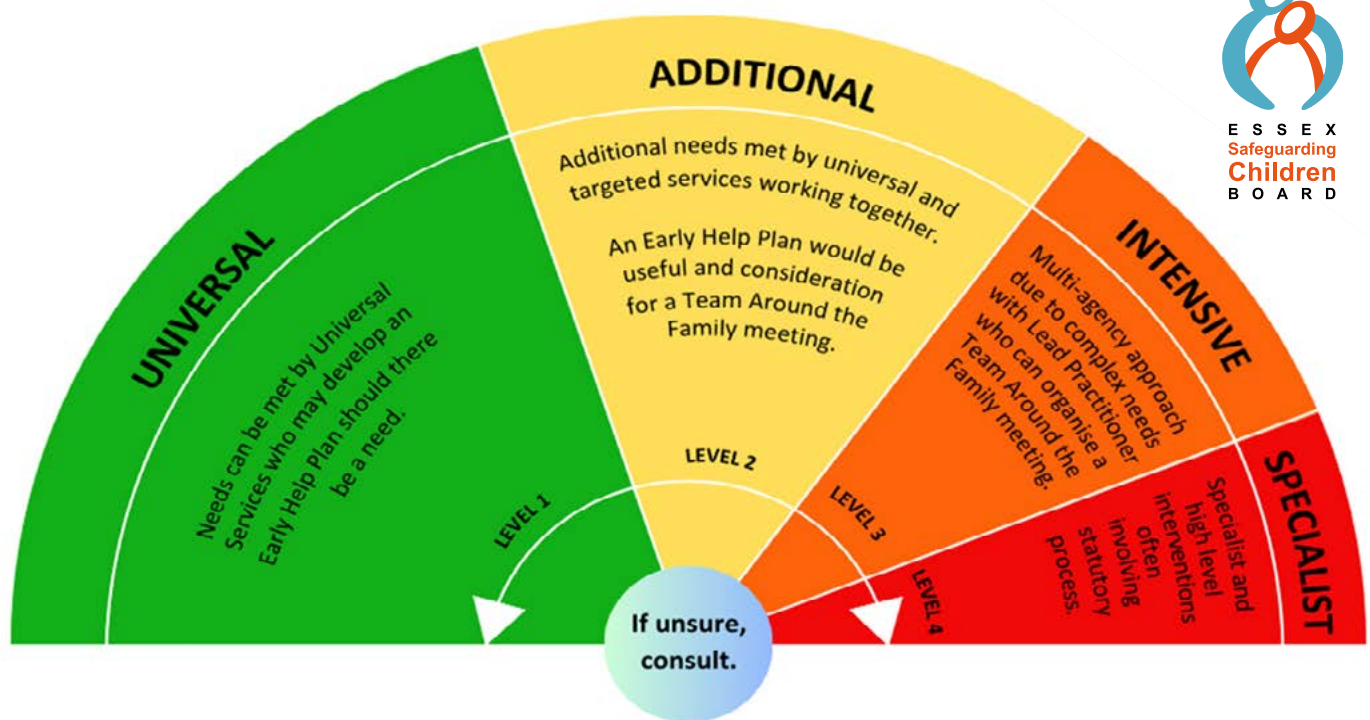 UNIVERSAL
Needs can be met by Universal
Services who may develop an
Early Help Plan should there
be a need.
LEVEL 1
ADDITIONAL
Additional needs met by universal and
targeted services working together.
An Early Help Plan would be
useful and consideration
for a Team Around the
Family meeting.
LEVEL 2
INTENSIVE
Multi-agency approach
due to complex needs
with Lead Practitioner
who can organise a
Team Around the
Family meeting.
LEVEL 3
SPECIALIST
Specialist and
high level
interventions
often
involving
statutory
process.
LEVEL 4
If unsure,
consult.
ESSEX
Safeguarding
Children
BOARD